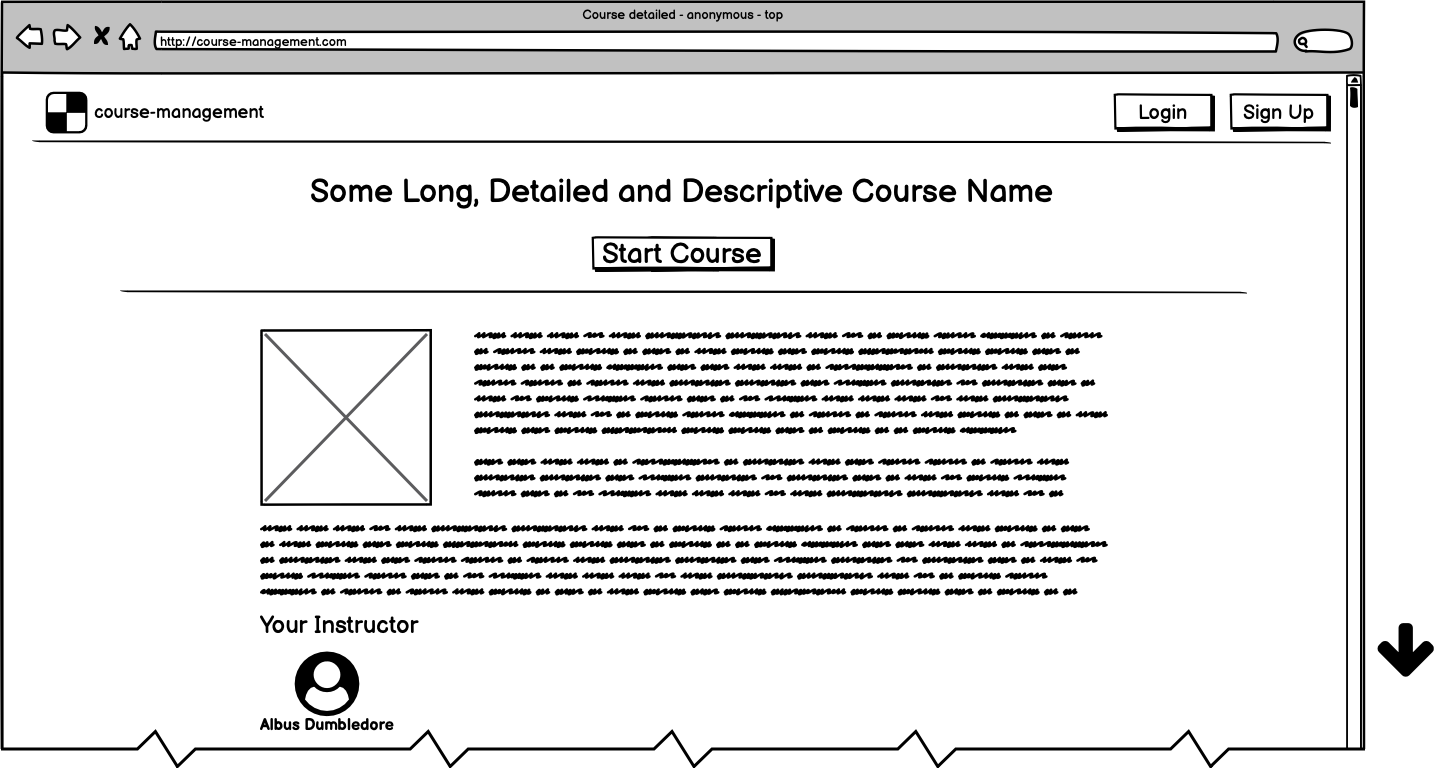 Course detailed - anonymous - top
http://course-management.com
course-management
Login
Sign Up
Some Long, Detailed and Descriptive Course Name
Start Course
Your Instructor
Albus Dumbledore